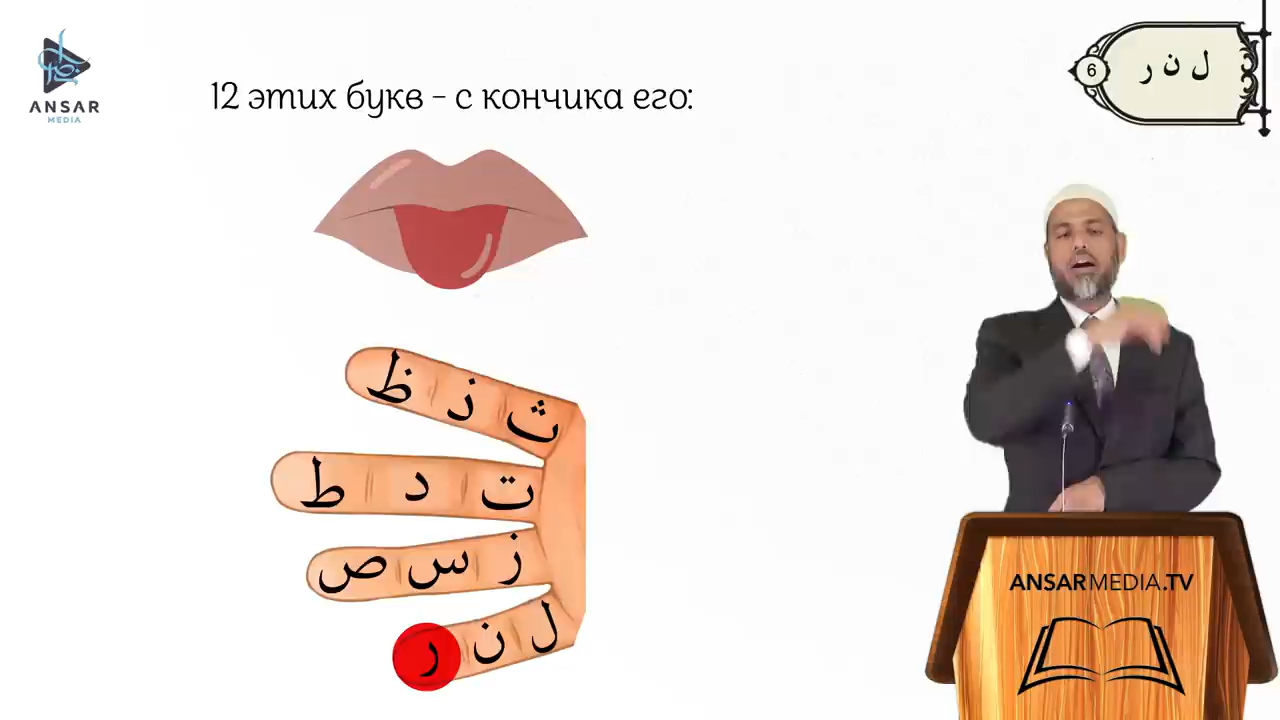 ANSAR
MEDIA
12 этих букв - с кончика его:
6
ل ن ر
ث ذ ظ
ت د ط
ز س ص
ل ن ر
ANSARMEDIA.TV